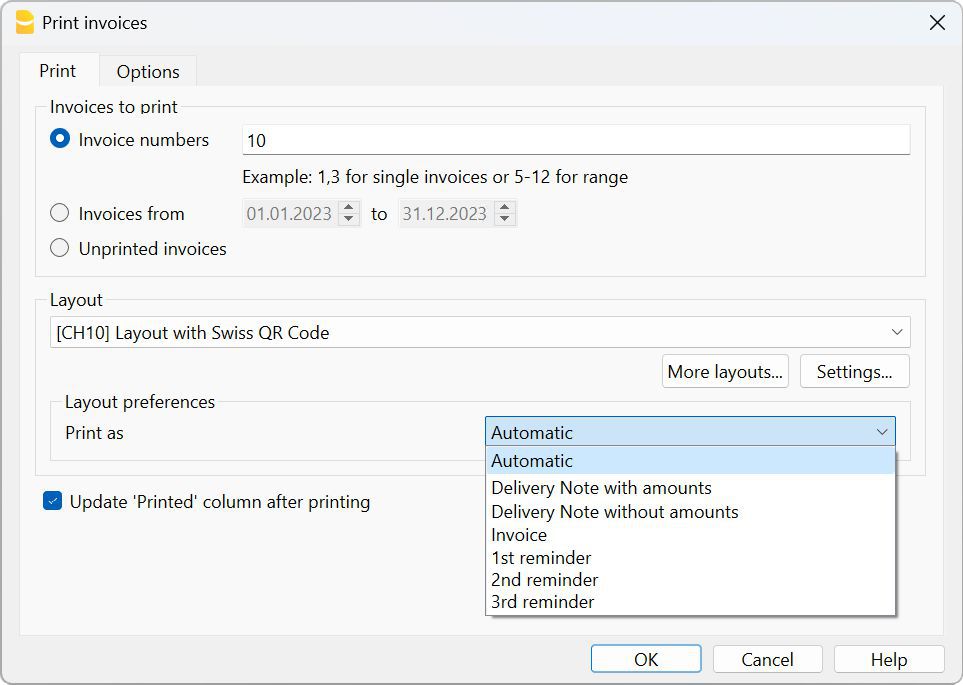 Print invoices
Print Options
Invoices to print
Invoice numbers 10
Example: 1,3 for single invoices or 5-12 for range
Invoices from 01.01.2023 to 31.12.2023
Unprinted invoices
Layout
[CH10] Layout with Swiss QR Code
More layouts... Settings...
Layout preferences
Print as Automatic
Automatic
Delivery Note with amounts
Update 'Printed' column after printing
Delivery Note without amounts
Invoice
1st reminder
2nd reminder
3rd reminder
OK Cancel Help